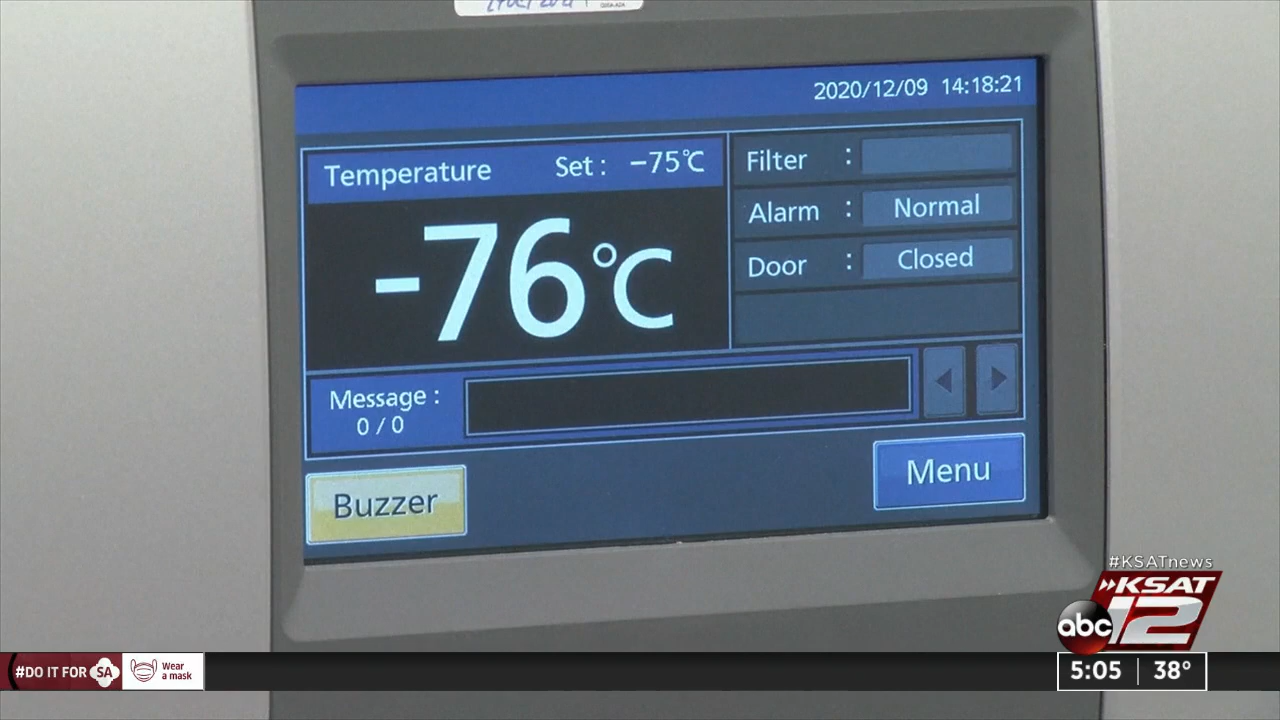 2020/12/09 14:18:21
Temperature Set : -75℃
-76℃
Filter :
Alarm : Normal
Door : Closed
Message :
0 / 0
Buzzer
Menu
#KSATnews
KSAT
abc 12
#DO IT FOR SA
Wear
a mask
5:05 38°